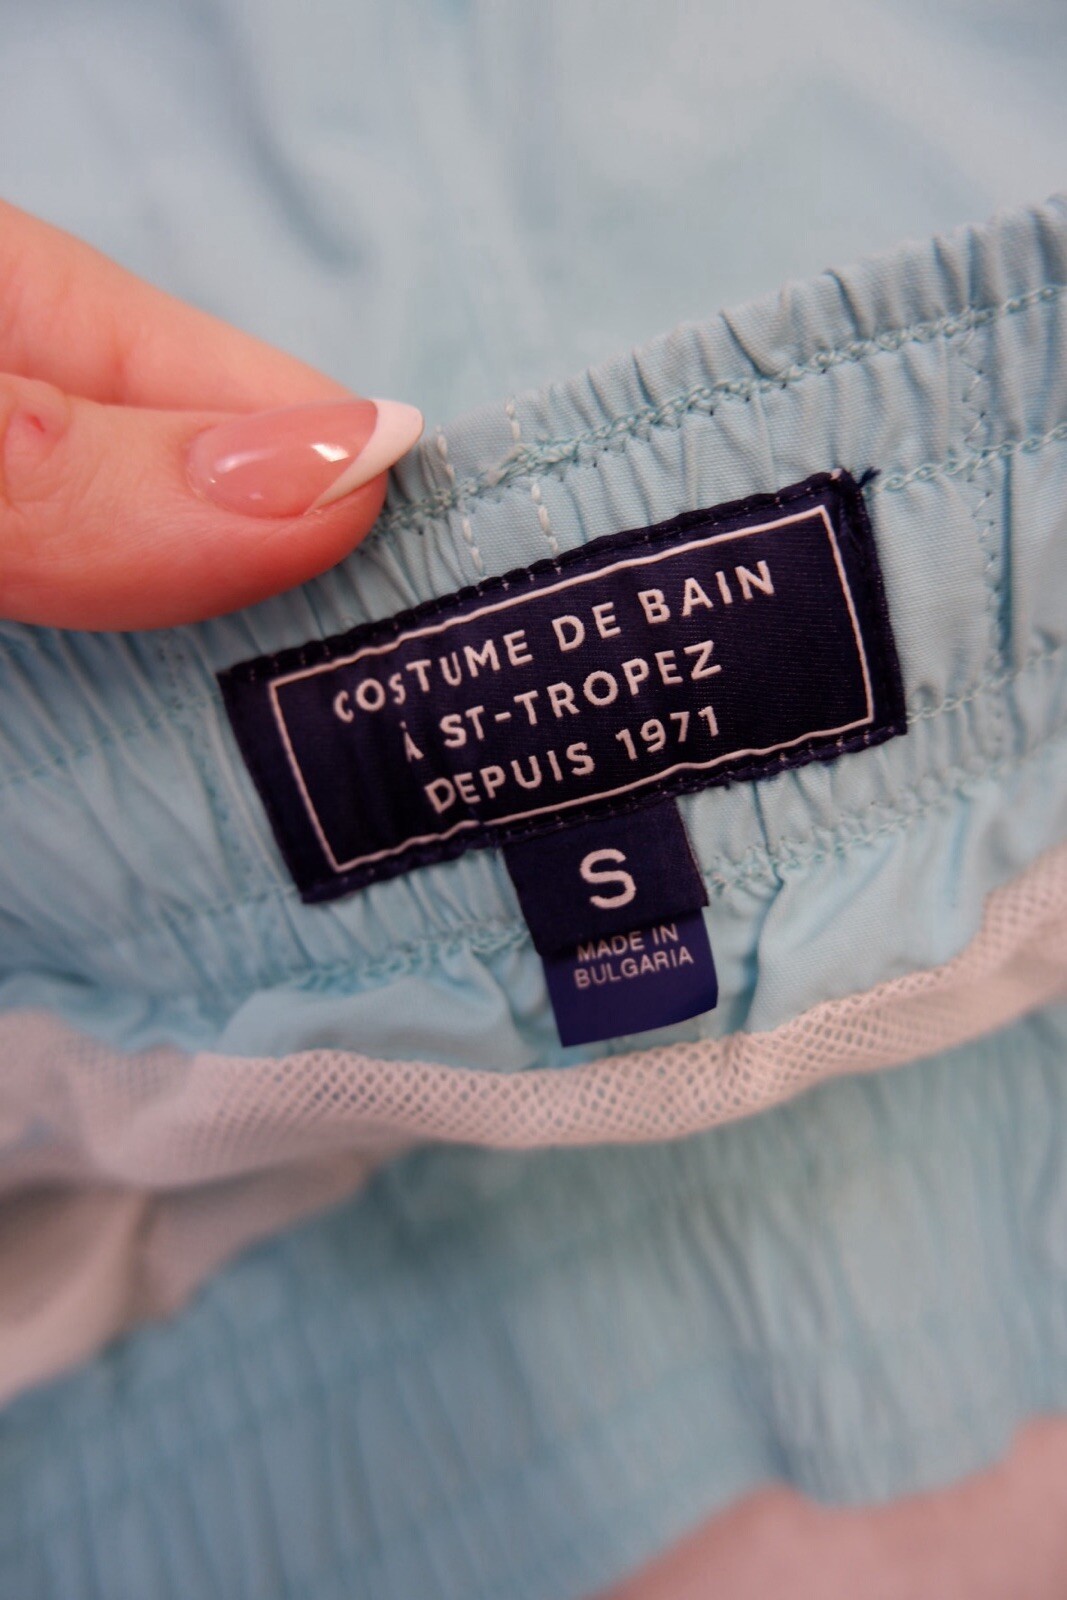 COSTUME DE BAIN
À ST-TROPEZ
DEPUIS 1971
S
MADE IN
BULGARIA